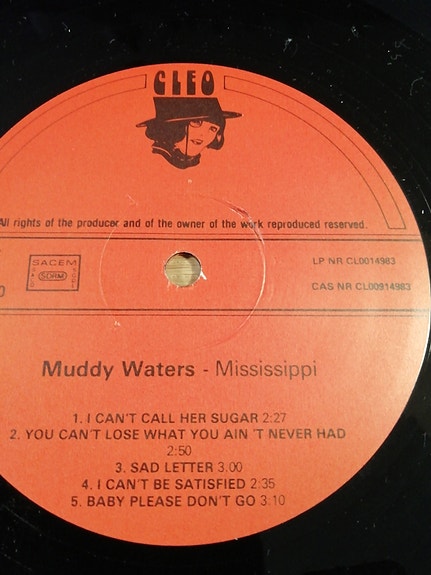 CLEO
All rights of the producer and of the owner of the work reproduced reserved.
SACEM
SDRM
LP NR CL0014983
CAS NR CL00914983
Muddy Waters - Mississippi
1. I CAN'T CALL HER SUGAR 2:27
2. YOU CAN'T LOSE WHAT YOU AIN 'T NEVER HAD
2:50
3. SAD LETTER 3.00
4. I CAN'T BE SATISFIED 2:35
5. BABY PLEASE DON'T GO 3:10